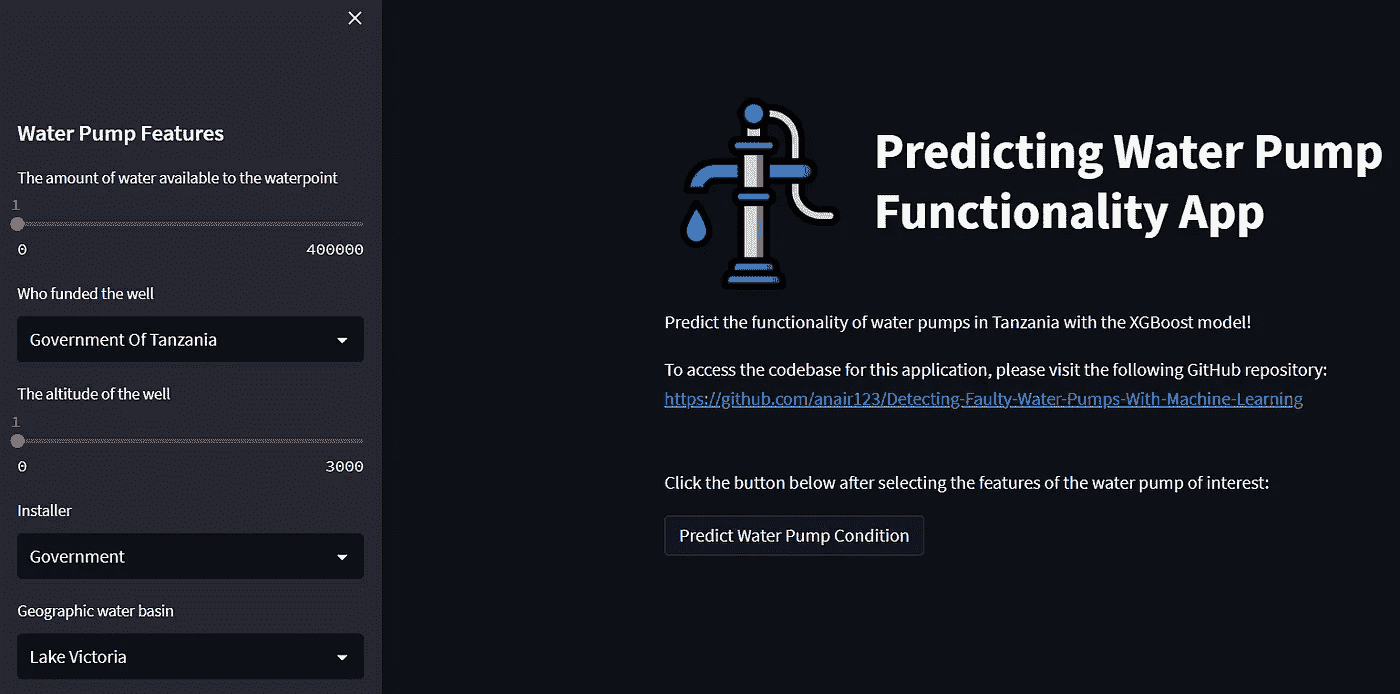 Water Pump Features
The amount of water available to the waterpoint
1
0 400000
Who funded the well
Government Of Tanzania
The altitude of the well
1
0 3000
Installer
Government
Geographic water basin
Lake Victoria
Predicting Water Pump
Functionality App
Predict the functionality of water pumps in Tanzania with the XGBoost model!
To access the codebase for this application, please visit the following GitHub repository:
https://github.com/anair123/Detecting-Faulty-Water-Pumps-With-Machine-Learning
Click the button below after selecting the features of the water pump of interest:
Predict Water Pump Condition